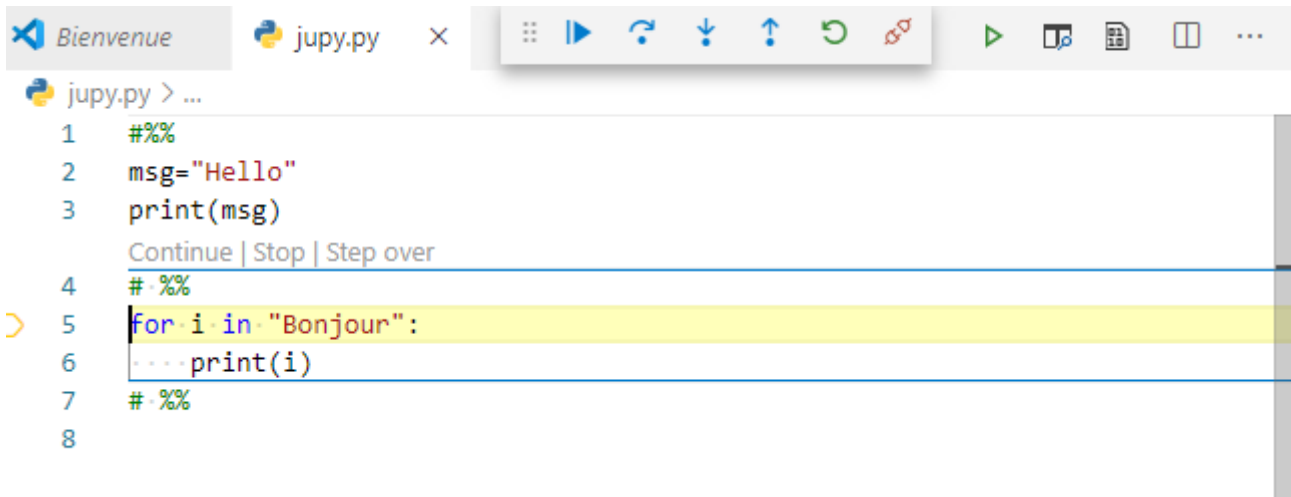 Bienvenue jupy.py
jupy.py > ...
1 #%%
2 msg="Hello"
3 print(msg)
Continue | Stop | Step over
4 # %%
5 for i in "Bonjour":
6     print(i)
7 # %%
8